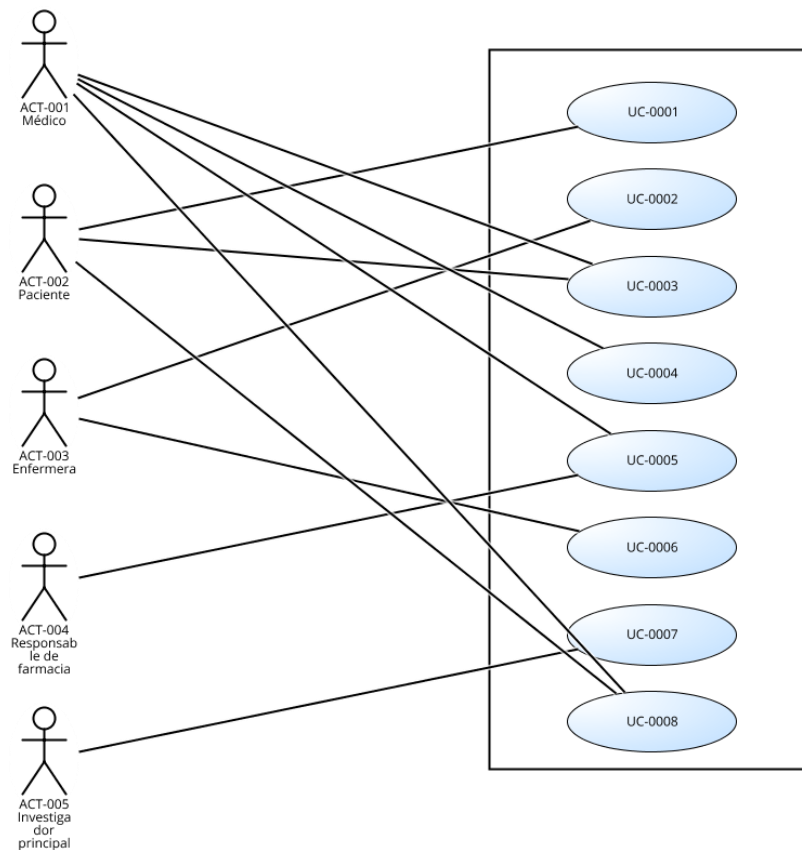 ACT-001
Médico
ACT-002
Paciente
ACT-003
Enfermera
ACT-004
Responsab
le de
farmacia
ACT-005
Investiga
dor
principal
UC-0001
UC-0002
UC-0003
UC-0004
UC-0005
UC-0006
UC-0007
UC-0008